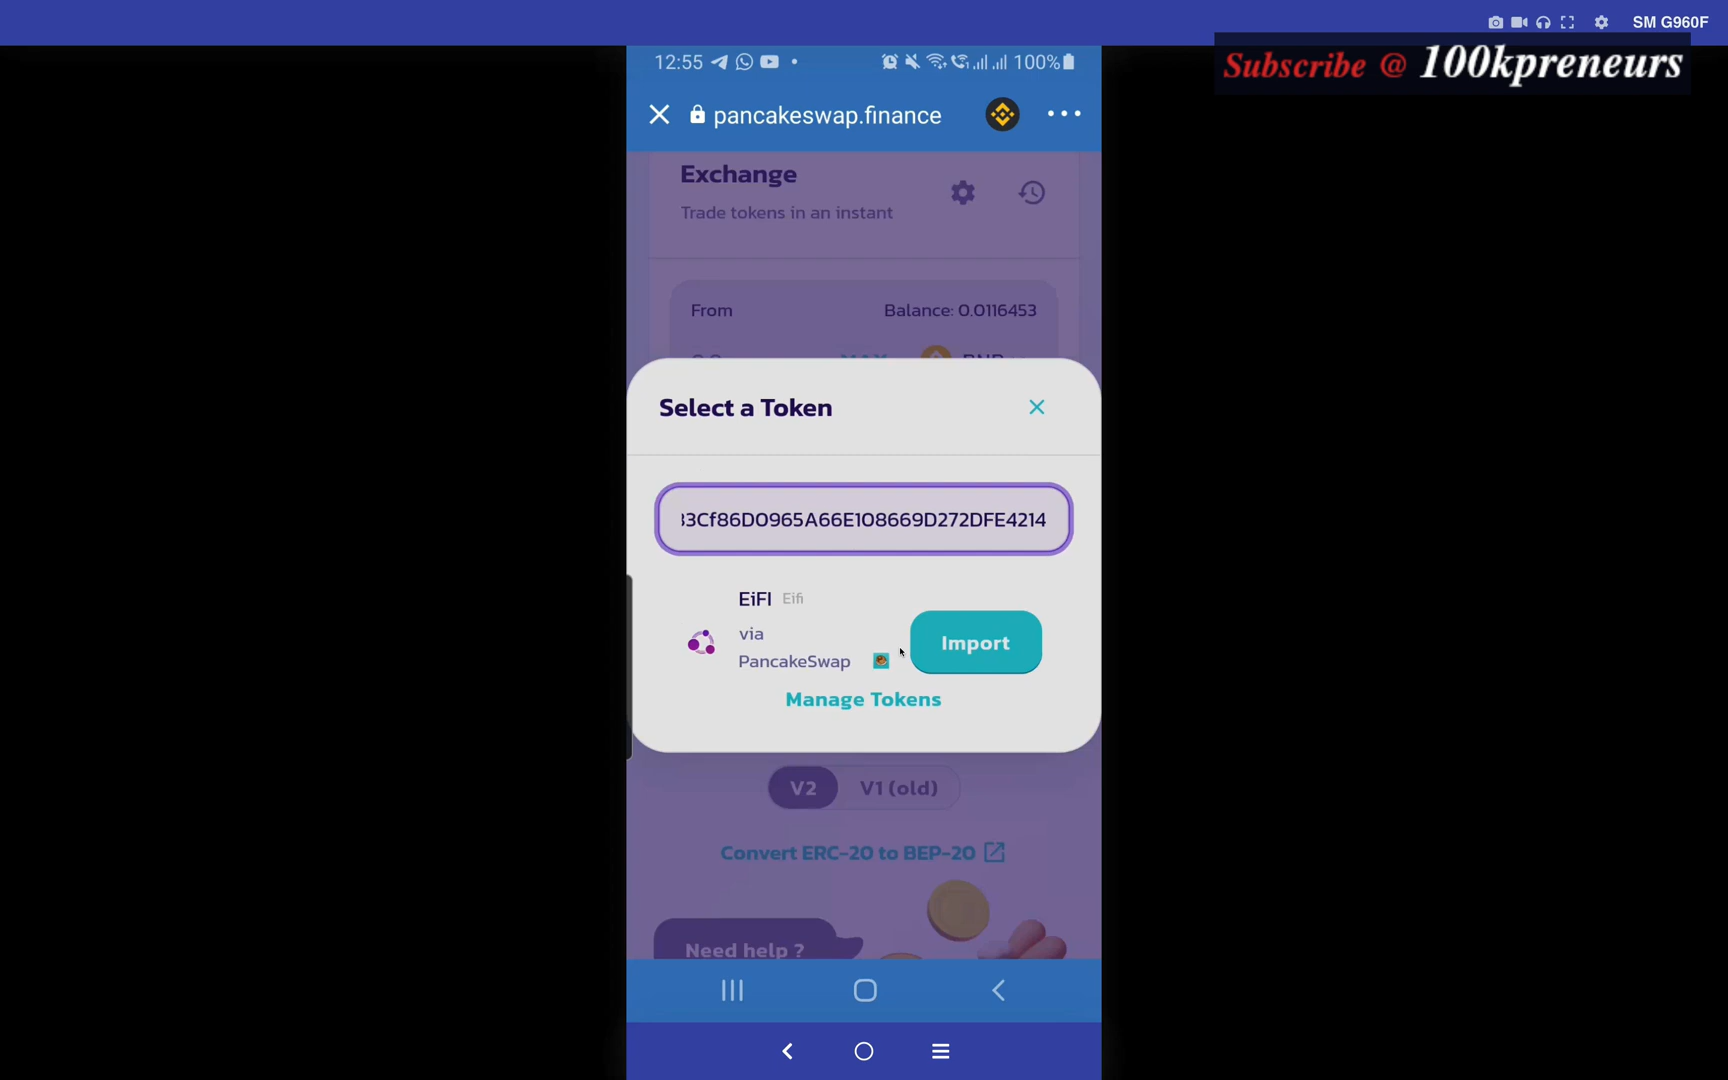 SM G960F
Subscribe @ 100kpreneurs
12:55 100%
pancakeswap.finance
Exchange
Trade tokens in an instant
From Balance: 0.0116453
Select a Token
33Cf86D0965A66E108669D272DFE4214
EiFI Eifi
via
PancakeSwap
Import
Manage Tokens
V2 V1 (old)
Convert ERC-20 to BEP-20
Need help ?